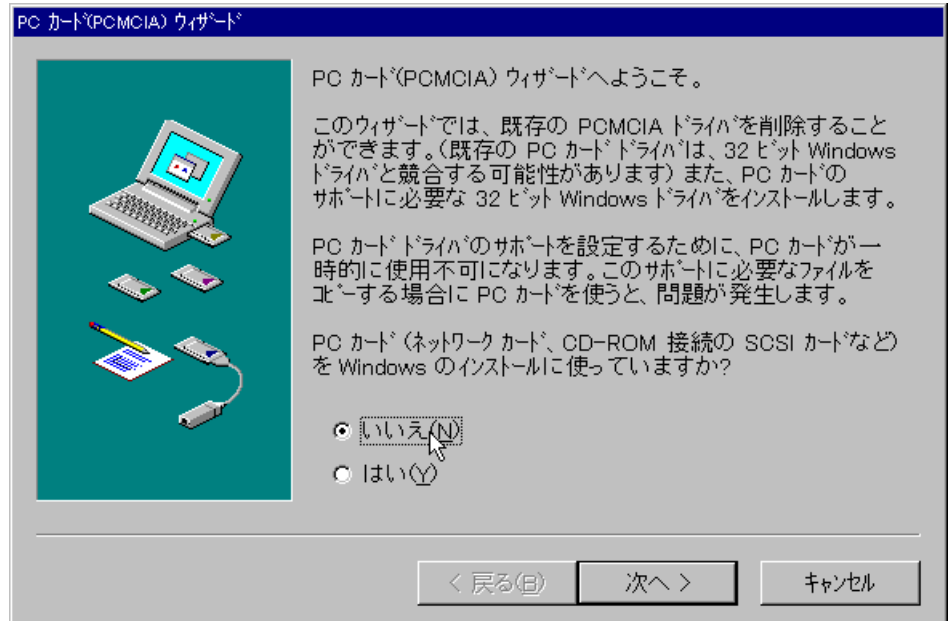 PC ｶｰﾄﾞ(PCMCIA) ｳｨｻﾞｰﾄﾞ
PC ｶｰﾄﾞ(PCMCIA) ｳｨｻﾞｰﾄﾞへようこそ。
このｳｨｻﾞｰﾄﾞでは、既存の PCMCIA ﾄﾞﾗｲﾊﾞを削除すること
ができます。(既存の PC ｶｰﾄﾞ ﾄﾞﾗｲﾊﾞは、32 ﾋﾞｯﾄ Windows
ﾄﾞﾗｲﾊﾞと競合する可能性があります) また、PC ｶｰﾄﾞの
ｻﾎﾟｰﾄに必要な 32 ﾋﾞｯﾄ Windows ﾄﾞﾗｲﾊﾞをｲﾝｽﾄｰﾙします。
PC ｶｰﾄﾞ ﾄﾞﾗｲﾊﾞのｻﾎﾟｰﾄを設定するために、PC ｶｰﾄﾞが一
時的に使用不可になります。このｻﾎﾟｰﾄに必要なﾌｧｲﾙを
ｺﾋﾟｰする場合に PC ｶｰﾄﾞを使うと、問題が発生します。
PC ｶｰﾄﾞ (ﾈｯﾄﾜｰｸ ｶｰﾄﾞ、CD-ROM 接続の SCSI ｶｰﾄﾞなど)
を Windows のｲﾝｽﾄｰﾙに使っていますか?
いいえ(N)
はい(Y)
< 戻る(B)
次へ >
ｷｬﾝｾﾙ